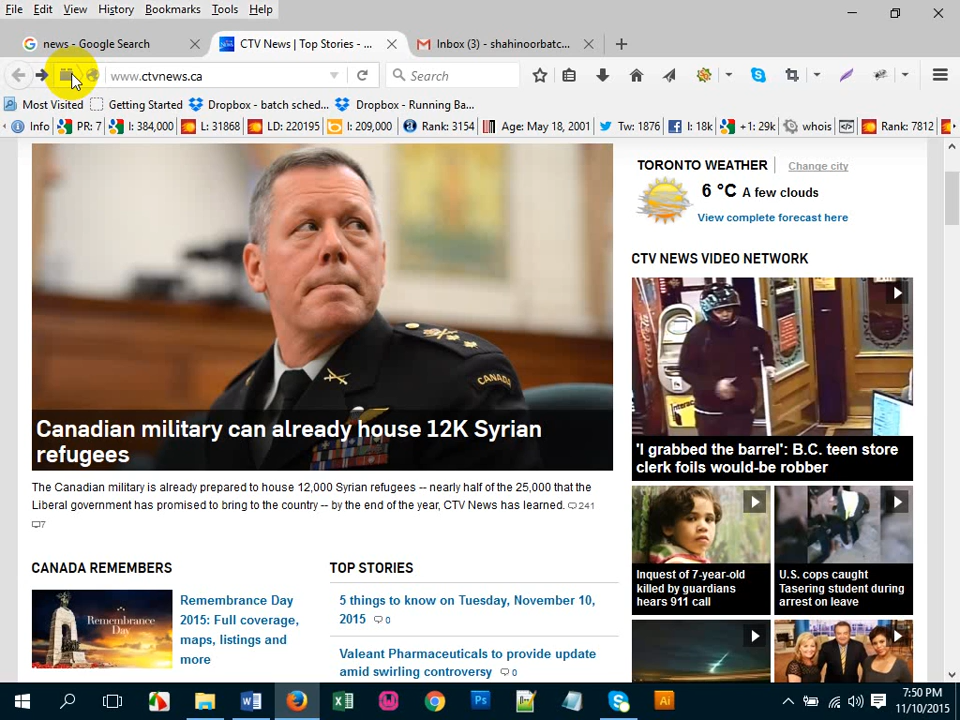 File Edit View History Bookmarks Tools Help
news - Google Search
CTV News | Top Stories - ...
Inbox (3) - shahinoorbatc...
www.ctvnews.ca
Search
Most Visited Getting Started Dropbox - batch sched... Dropbox - Running Ba...
Info PR: 7 I: 384,000 L: 31868 LD: 220195 I: 209,000 Rank: 3154 Age: May 18, 2001 Tw: 1876 I: 18k +1: 29k whois Rank: 7812
TORONTO WEATHER Change city
6 °C A few clouds
View complete forecast here
CTV NEWS VIDEO NETWORK
Coca-Cola
CANADA
Canadian military can already house 12K Syrian
refugees
The Canadian military is already prepared to house 12,000 Syrian refugees -- nearly half of the 25,000 that the
Liberal government has promised to bring to the country -- by the end of the year, CTV News has learned. 241
7
'I grabbed the barrel': B.C. teen store
clerk foils would-be robber
Inquest of 7-year-old
killed by guardians
hears 911 call
U.S. cops caught
Tasering student during
arrest on leave
CANADA REMEMBERS
Remembrance
Day
Remembrance Day
2015: Full coverage,
maps, listings and
more
TOP STORIES
5 things to know on Tuesday, November 10,
2015 0
Valeant Pharmaceuticals to provide update
amid swirling controversy 0
7:50 PM
11/10/2015